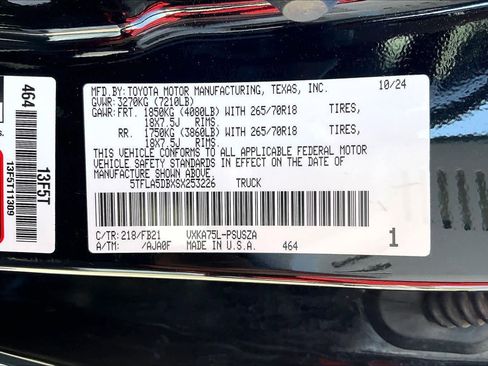 MFD.BY:TOYOTA MOTOR MANUFACTURING, TEXAS, INC. 10/24
GVWR:3270KG (7210LB)
GAWR:FRT. 1850KG (4080LB) WITH 265/70R18 TIRES,
18X7.5J RIMS.
RR. 1750KG (3860LB) WITH 265/70R18 TIRES,
18X7.5J RIMS.
THIS VEHICLE CONFORMS TO ALL APPLICABLE FEDERAL MOTOR
VEHICLE SAFETY STANDARDS IN EFFECT ON THE DATE OF
MANUFACTURE SHOWN ABOVE.
5TFLA5DBXSX253226 TRUCK
C/TR:218/FB21 VXKA75L-PSUSZA
A/TM: /AJA0F MADE IN U.S.A. 464 1
464
13F5T
13F5T11309